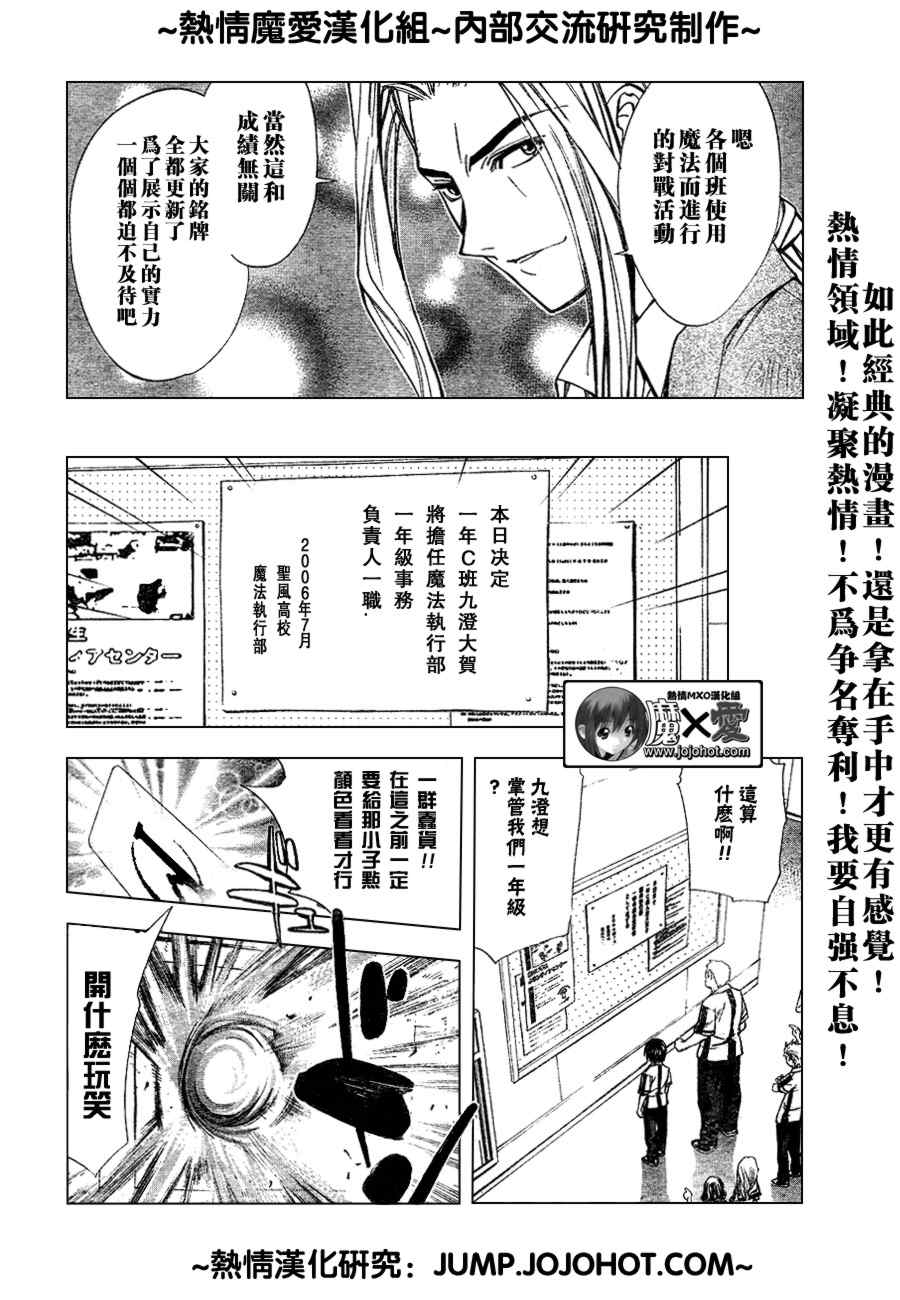 ~熱情魔愛漢化組~內部交流研究制作~
嗯
各個班使用
魔法而進行
的對戰活動
當然這和
成績無關
大家的銘牌
全都更新了
爲了展示自己的實力
一個個都迫不及待吧
如此經典的漫畫！還是拿在手中才更有感覺！
熱情領域！凝聚熱情！不爲争名奪利！我要自强不息！
本日決定
一年C班九澄大賀
將擔任魔法執行部
一年級事務
負責人一職.
2006年7月
聖風高校
魔法執行部
生
ィアセンター
熱情MXO漢化組
魔×愛
www.jojohot.com
這算
什麽啊!!
九澄想
掌管我們一年級
?
一群蠢貨!!
在這之前一定
要給那小子點
顔色看看才行
開什麽玩笑
~熱情漢化研究：JUMP.JOJOHOT.COM~